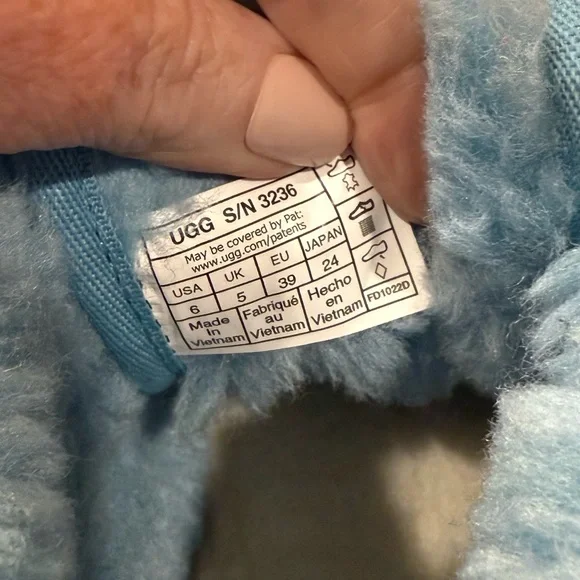 UGG S/N 3236
May be covered by Pat:
www.ugg.com/patents
USA UK EU JAPAN
6 5 39 24
Made in Vietnam
Fabriqué au Vietnam
Hecho en Vietnam
FD1022D